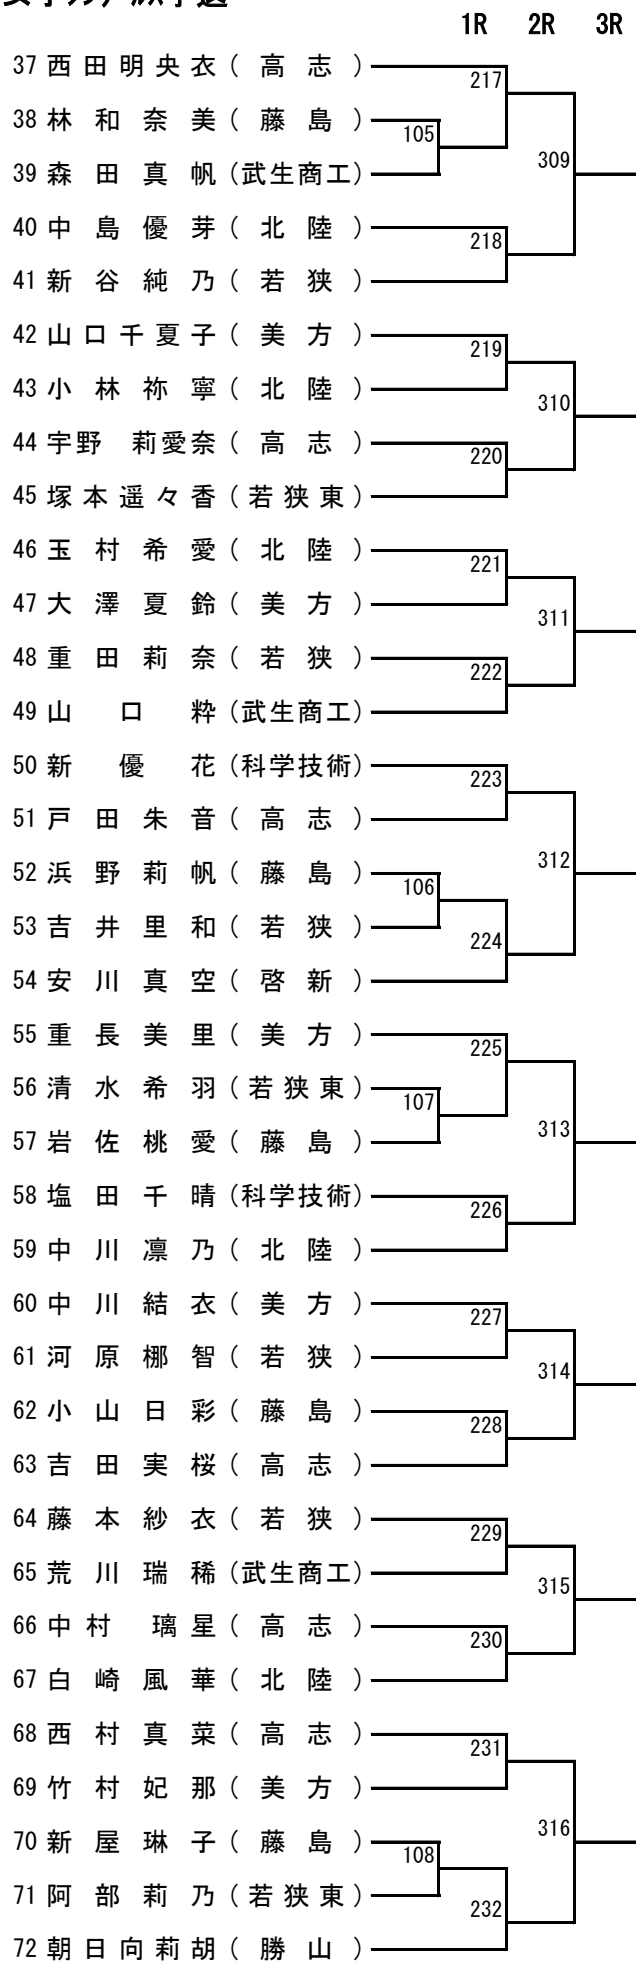 1R 2R 3R
37 西田明央衣(高志)
217
38 林和奈美(藤島)
105
39 森田真帆(武生商工)
309
40 中島優芽(北陸)
218
41 新谷純乃(若狭)
42 山口千夏子(美方)
219
43 小林祢寧(北陸)
310
44 宇野 莉愛奈(高志)
220
45 塚本遥々香(若狭東)
46 玉村希愛(北陸)
221
47 大澤夏鈴(美方)
311
48 重田莉奈(若狭)
222
49 山口粋(武生商工)
50 新優花(科学技術)
223
51 戸田朱音(高志)
312
52 浜野莉帆(藤島)
106
53 吉井里和(若狭)
224
54 安川真空(啓新)
55 重長美里(美方)
225
56 清水希羽(若狭東)
107
57 岩佐桃愛(藤島)
313
58 塩田千晴(科学技術)
226
59 中川凛乃(北陸)
60 中川結衣(美方)
227
61 河原梛智(若狭)
314
62 小山日彩(藤島)
228
63 吉田実桜(高志)
64 藤本紗衣(若狭)
229
65 荒川瑞稀(武生商工)
315
66 中村 璃星(高志)
230
67 白崎風華(北陸)
68 西村真菜(高志)
231
69 竹村妃那(美方)
316
70 新屋琳子(藤島)
108
71 阿部莉乃(若狭東)
232
72 朝日向莉胡(勝山)